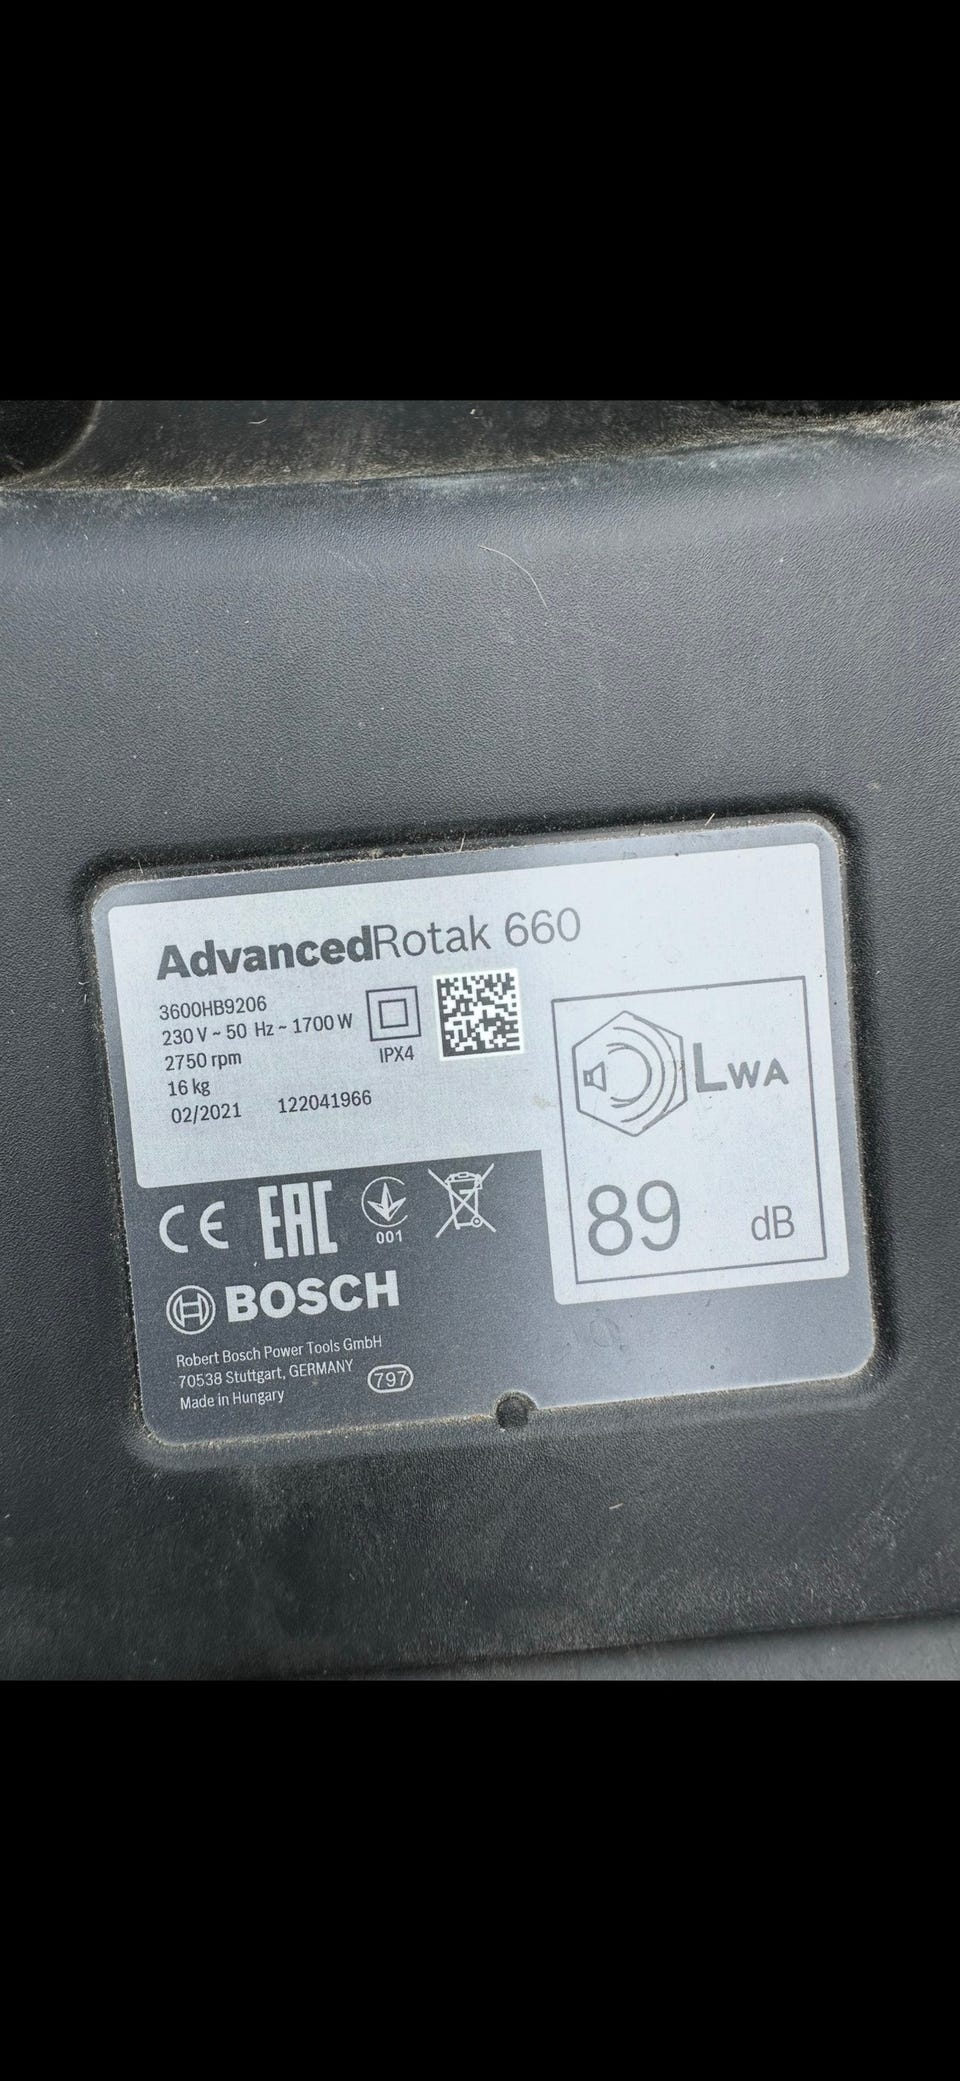 AdvancedRotak 660
3600HB9206
230 V ~ 50 Hz ~ 1700 W
2750 rpm
16 kg
02/2021 122041966
IPX4
LWA
89 dB
CE EAC 001
BOSCH
Robert Bosch Power Tools GmbH
70538 Stuttgart, GERMANY
Made in Hungary 797